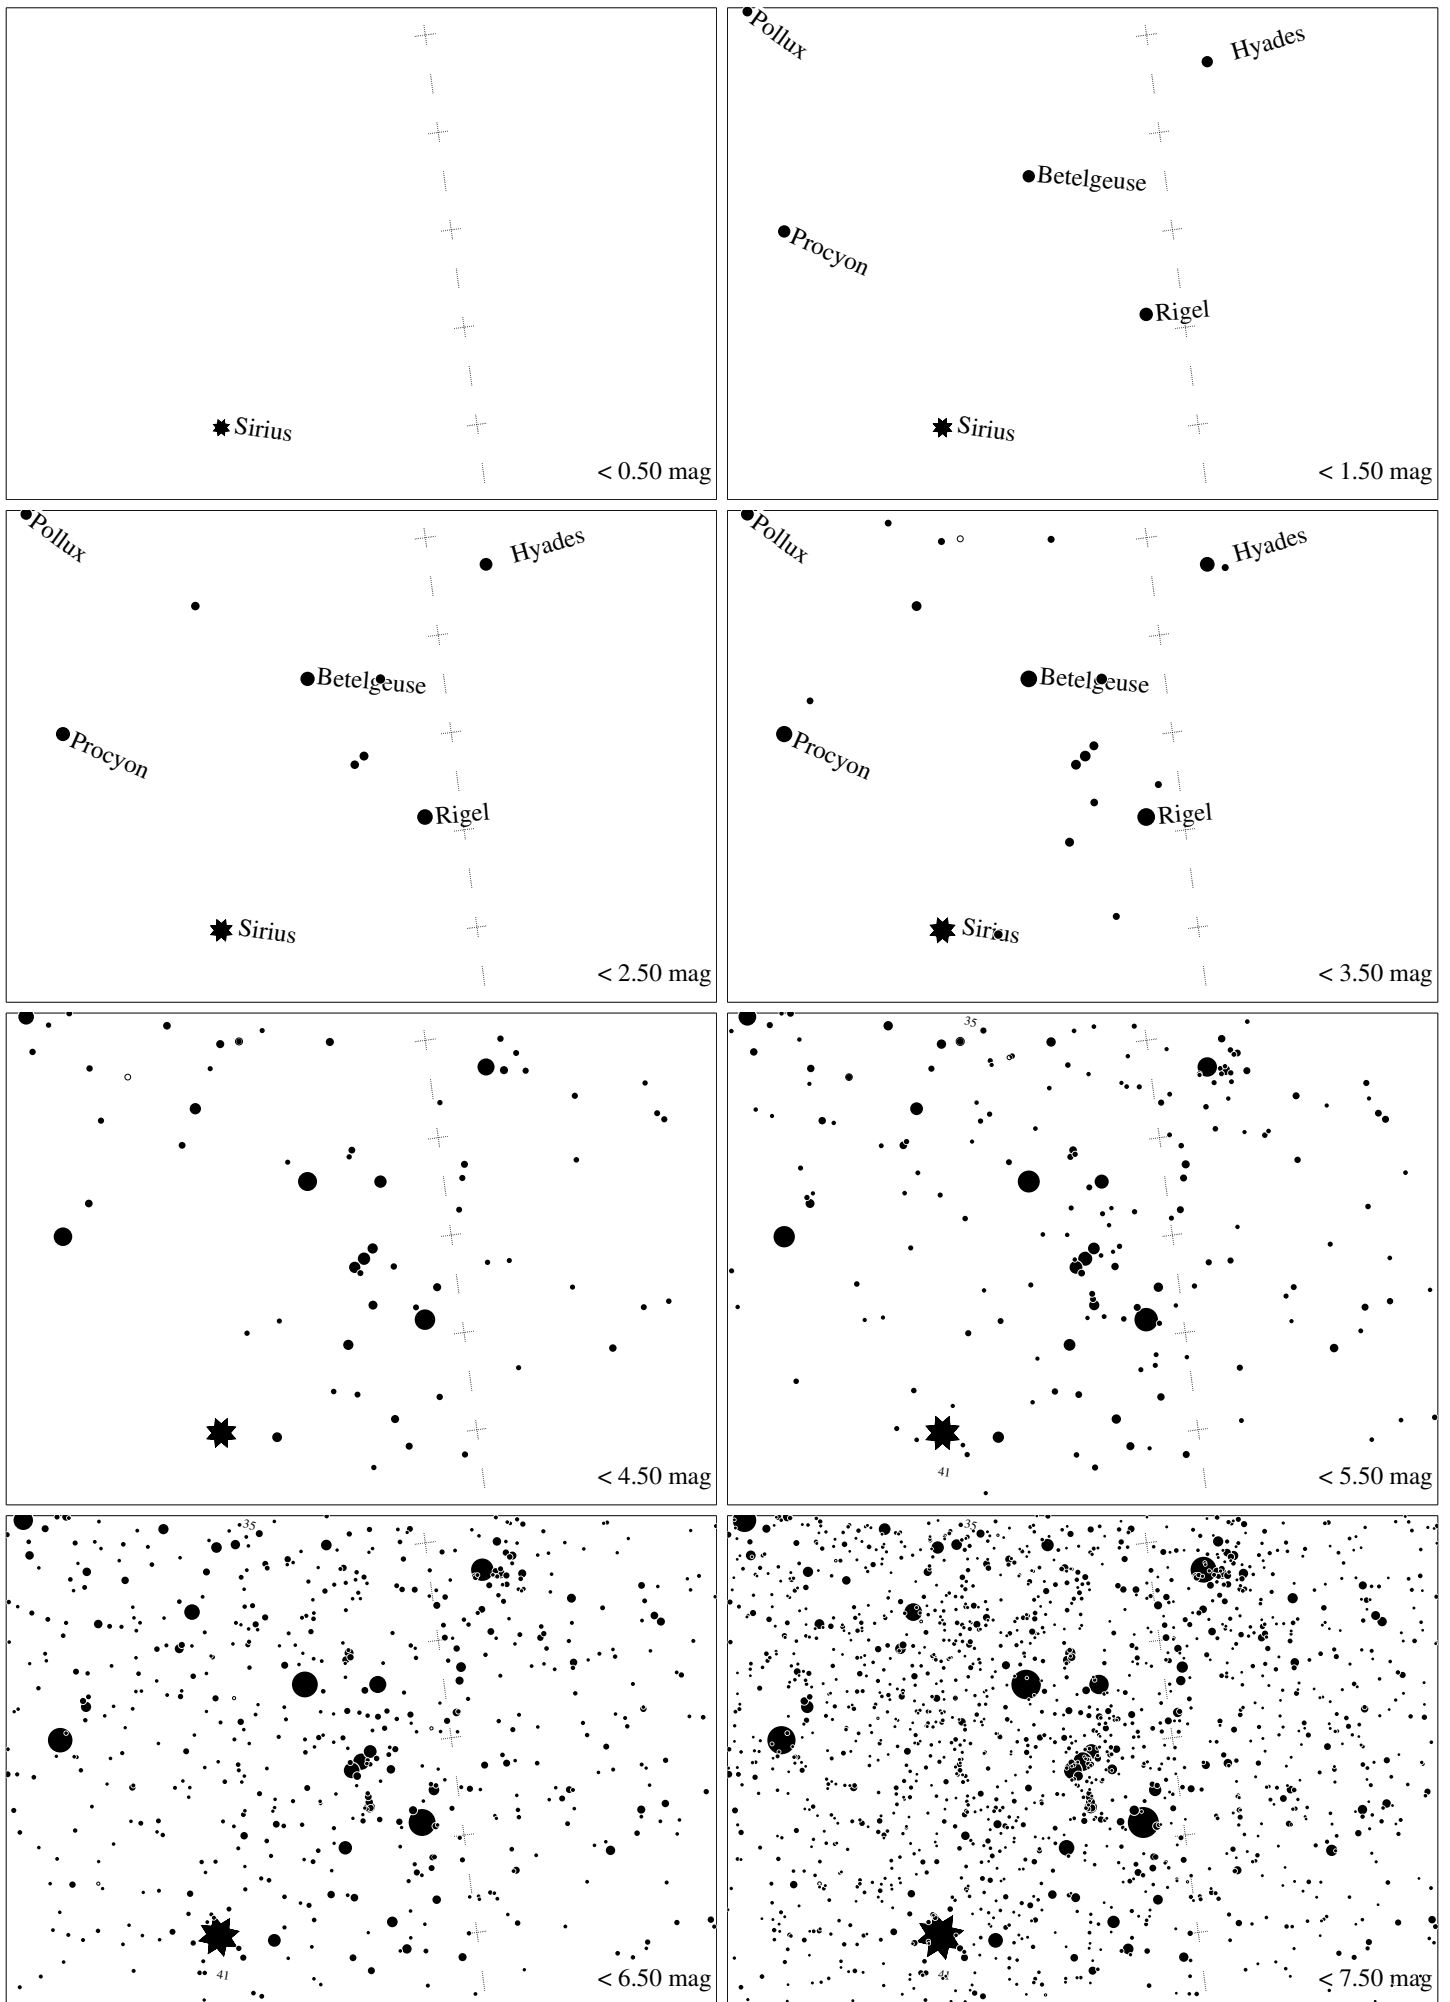 Sirius
< 0.50 mag
Pollux
Hyades
Betelgeuse
Procyon
Rigel
Sirius
< 1.50 mag
Pollux
Hyades
Betelgeuse
Procyon
Rigel
Sirius
< 2.50 mag
Pollux
Hyades
Betelgeuse
Procyon
Rigel
Sirius
< 3.50 mag
< 4.50 mag
35
41
< 5.50 mag
35
41
< 6.50 mag
35
41
< 7.50 mag